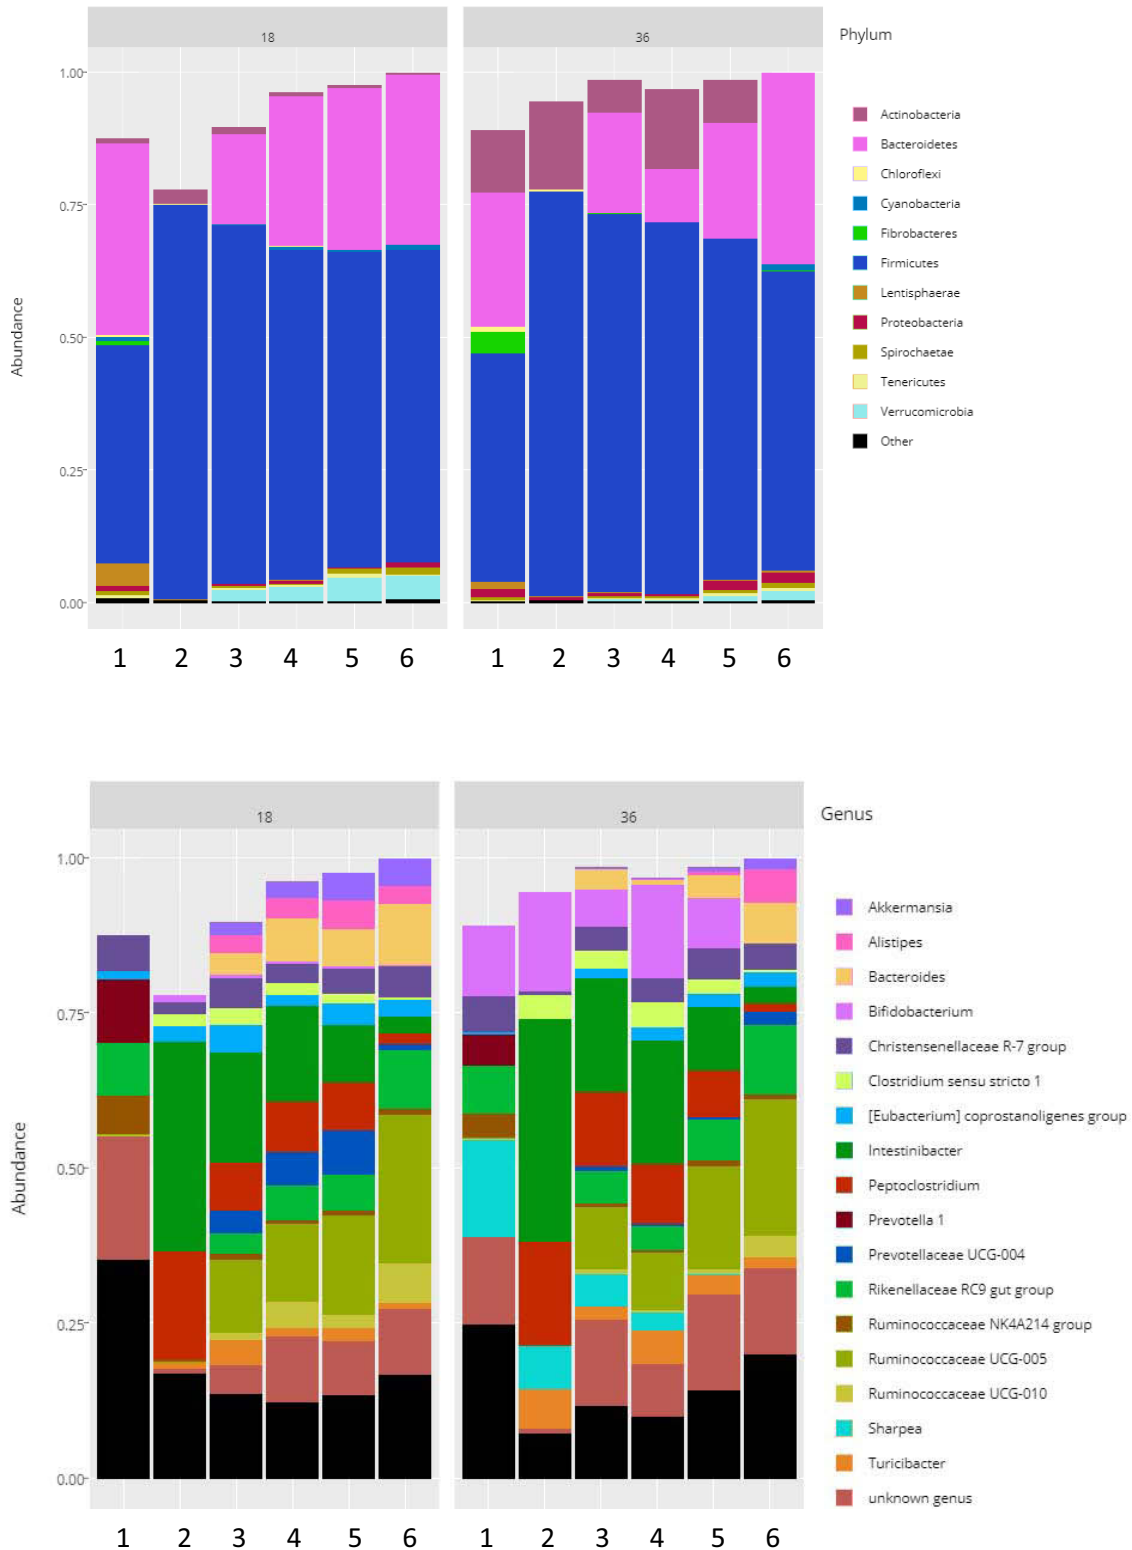 18 36 Phylum
1.00
0.75
0.50
0.25
0.00
Abundance
Actinobacteria
Bacteroidetes
Chloroflexi
Cyanobacteria
Fibrobacteres
Firmicutes
Lentisphaerae
Proteobacteria
Spirochaetae
Tenericutes
Verrucomicrobia
Other
1 2 3 4 5 6 1 2 3 4 5 6
18 36 Genus
1.00
0.75
0.50
0.25
0.00
Abundance
Akkermansia
Alistipes
Bacteroides
Bifidobacterium
Christensenellaceae R-7 group
Clostridium sensu stricto 1
[Eubacterium] coprostanoligenes group
Intestinibacter
Peptoclostridium
Prevotella 1
Prevotellaceae UCG-004
Rikenellaceae RC9 gut group
Ruminococcaceae NK4A214 group
Ruminococcaceae UCG-005
Ruminococcaceae UCG-010
Sharpea
Turicibacter
unknown genus
1 2 3 4 5 6 1 2 3 4 5 6